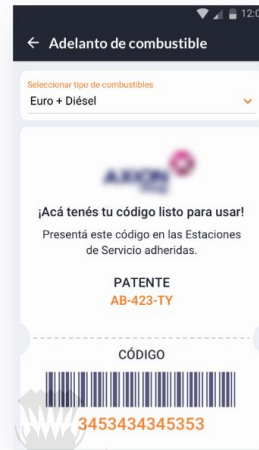 12:0
← Adelanto de combustible
Seleccionar tipo de combustibles
Euro + Diésel
¡Acá tenés tu código listo para usar!
Presentá este código en las Estaciones
de Servicio adheridas.
PATENTE
AB-423-TY
CÓDIGO
3453434345353